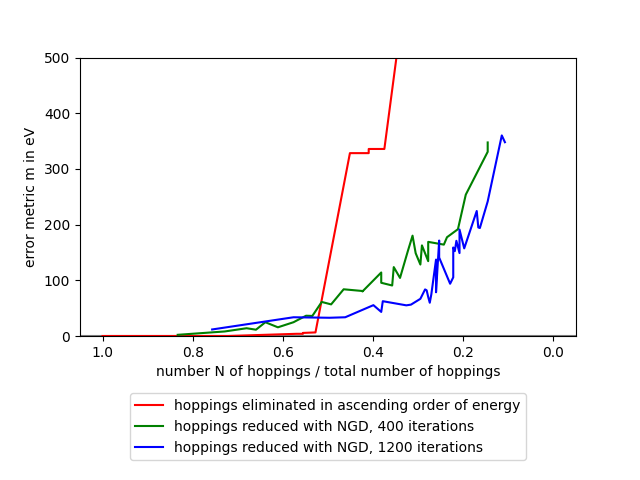 500
400
300
200
100
0
error metric m in eV
1.0 0.8 0.6 0.4 0.2 0.0
number N of hoppings / total number of hoppings
hoppings eliminated in ascending order of energy
hoppings reduced with NGD, 400 iterations
hoppings reduced with NGD, 1200 iterations